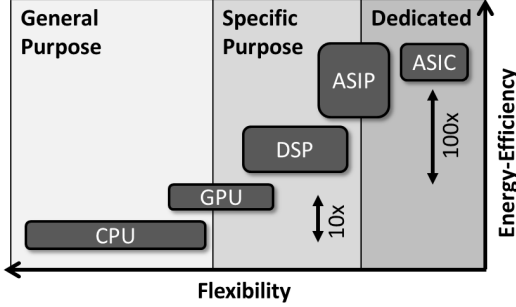 General
Purpose
Specific
Purpose
Dedicated
ASIP
ASIC
DSP
GPU
CPU
10x
100x
Energy-Efficiency
Flexibility